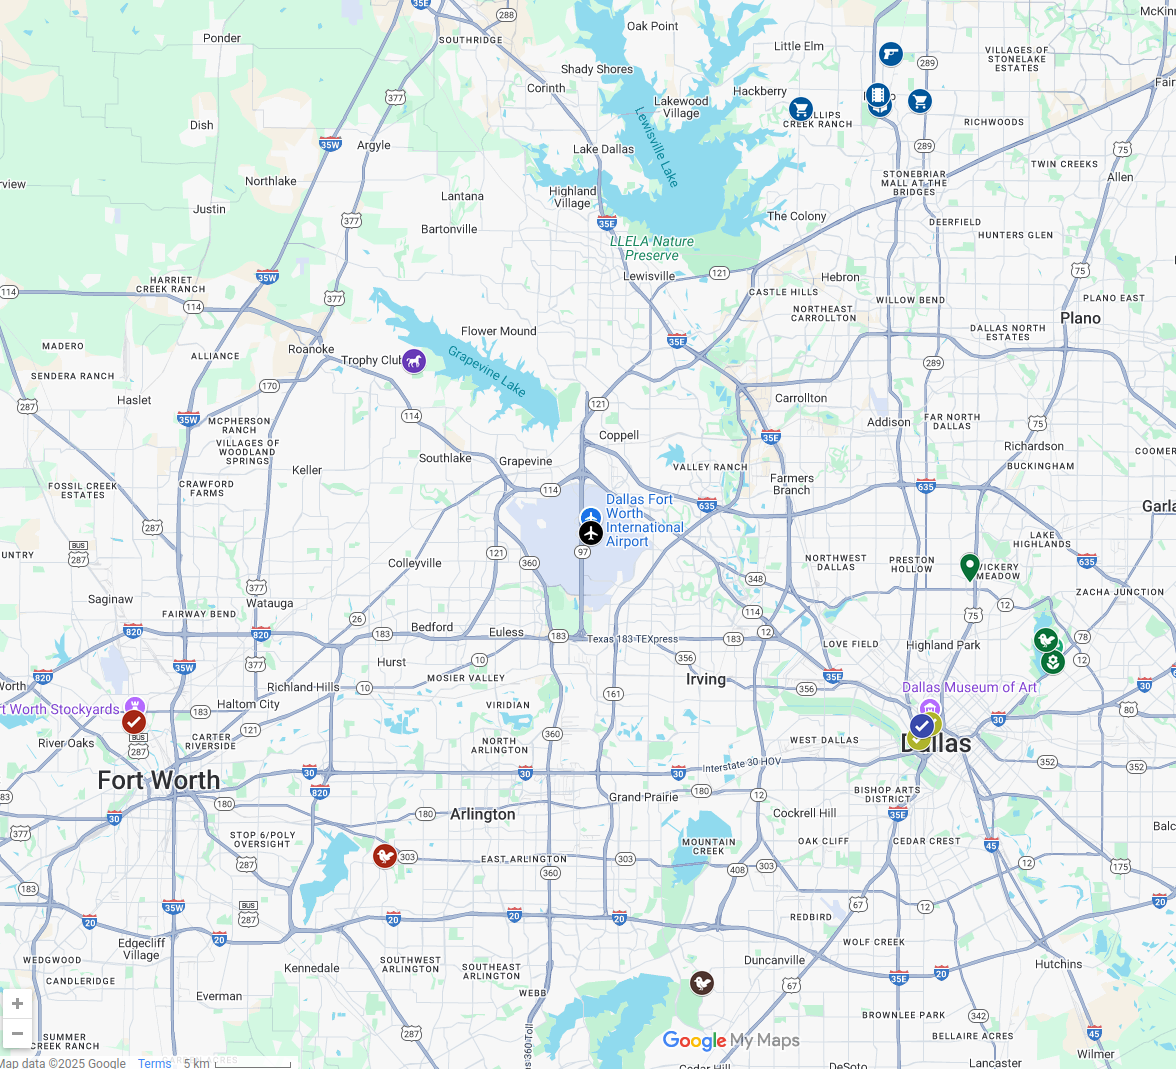 35E
288
McKinn
Oak Point
Ponder
SOUTHRIDGE
Little Elm
VILLAGES OF
STONELAKE
ESTATES
289
Shady Shores
Corinth
Hackberry
Fair
377
Lakewood
Village
LLIPS
CREEK RANCH
RICHWOODS
Dish
Lewisville Lake
35W
Argyle
Lake Dallas
289
75
TWIN CREEKS
Allen
rview
Northlake
Lantana
Highland
Village
STONEBRIAR
MALL AT THE
BRIDGES
Justin
377
Bartonville
35E
The Colony
DEERFIELD
HUNTERS GLEN
LLELA Nature
Preserve
Lewisville
121
75
35W
HARRIET
CREEK RANCH
114
114
377
Hebron
CASTLE HILLS
WILLOW BEND
PLANO EAST
NORTHEAST
CARROLLTON
Plano
Flower Mound
DALLAS NORTH
ESTATES
35E
MADERO
ALLIANCE
Roanoke
Trophy Club
Grapevine Lake
289
SENDERA RANCH
170
Haslet
287
35W
114
121
Carrollton
MCPHERSON
RANCH
VILLAGES OF
WOODLAND
SPRINGS
Coppell
35E
Addison
FAR NORTH
DALLAS
75
Richardson
Keller
Southlake
Grapevine
VALLEY RANCH
BUCKINGHAM
COOMER
FOSSIL CREEK
ESTATES
CRAWFORD
FARMS
114
Farmers
Branch
635
635
Dallas Fort
Worth
International
Airport
Garla
287
BUS
287
UNTRY
121
360
97
LAKE
HIGHLANDS
Colleyville
NORTHWEST
DALLAS
PRESTON
HOLLOW
VICKERY
MEADOW
635
348
ZACHA JUNCTION
Saginaw
Watauga
FAIRWAY BEND
26
114
75
12
820
820
183
Bedford
Euless
183
Texas 183 TEXpress
183
12
LOVE FIELD
Highland Park
78
12
377
35W
Hurst
10
356
820
Worth
MOSIER VALLEY
Irving
35E
30
Richland Hills
10
161
356
Dallas Museum of Art
rt Worth Stockyards
183
Haltom City
VIRIDIAN
30
80
River Oaks
BUS
287
CARTER
RIVERSIDE
121
360
NORTH
ARLINGTON
WEST DALLAS
Dallas
352
352
Fort Worth
30
820
30
30
Interstate 30 HOV
83
30
180
180
Arlington
Grand Prairie
180
12
BISHOP ARTS
DISTRICT
Cockrell Hill
35E
Balc
377
STOP 6/POLY
OVERSIGHT
MOUNTAIN
CREEK
OAK CLIFF
CEDAR CREST
45
287
303
EAST ARLINGTON
303
360
408
303
12
175
183
35W
BUS
287
20
20
20
20
67
12
REDBIRD
20
20
Edgecliff
Village
WOLF CREEK
WEDGWOOD
Kennedale
SOUTHWEST
ARLINGTON
SOUTHEAST
ARLINGTON
Duncanville
35E
20
Hutchins
CANDLERIDGE
Everman
WEBB
67
+
−
BROWNLEE PARK
342
287
us 360 Toll
BELLAIRE ACRES
45
SUMMER
CREEK RANCH
Google My Maps
Wilmer
Map data ©2025 Google
Terms
5 km
Cedar Hill
DeSoto
Lancaster